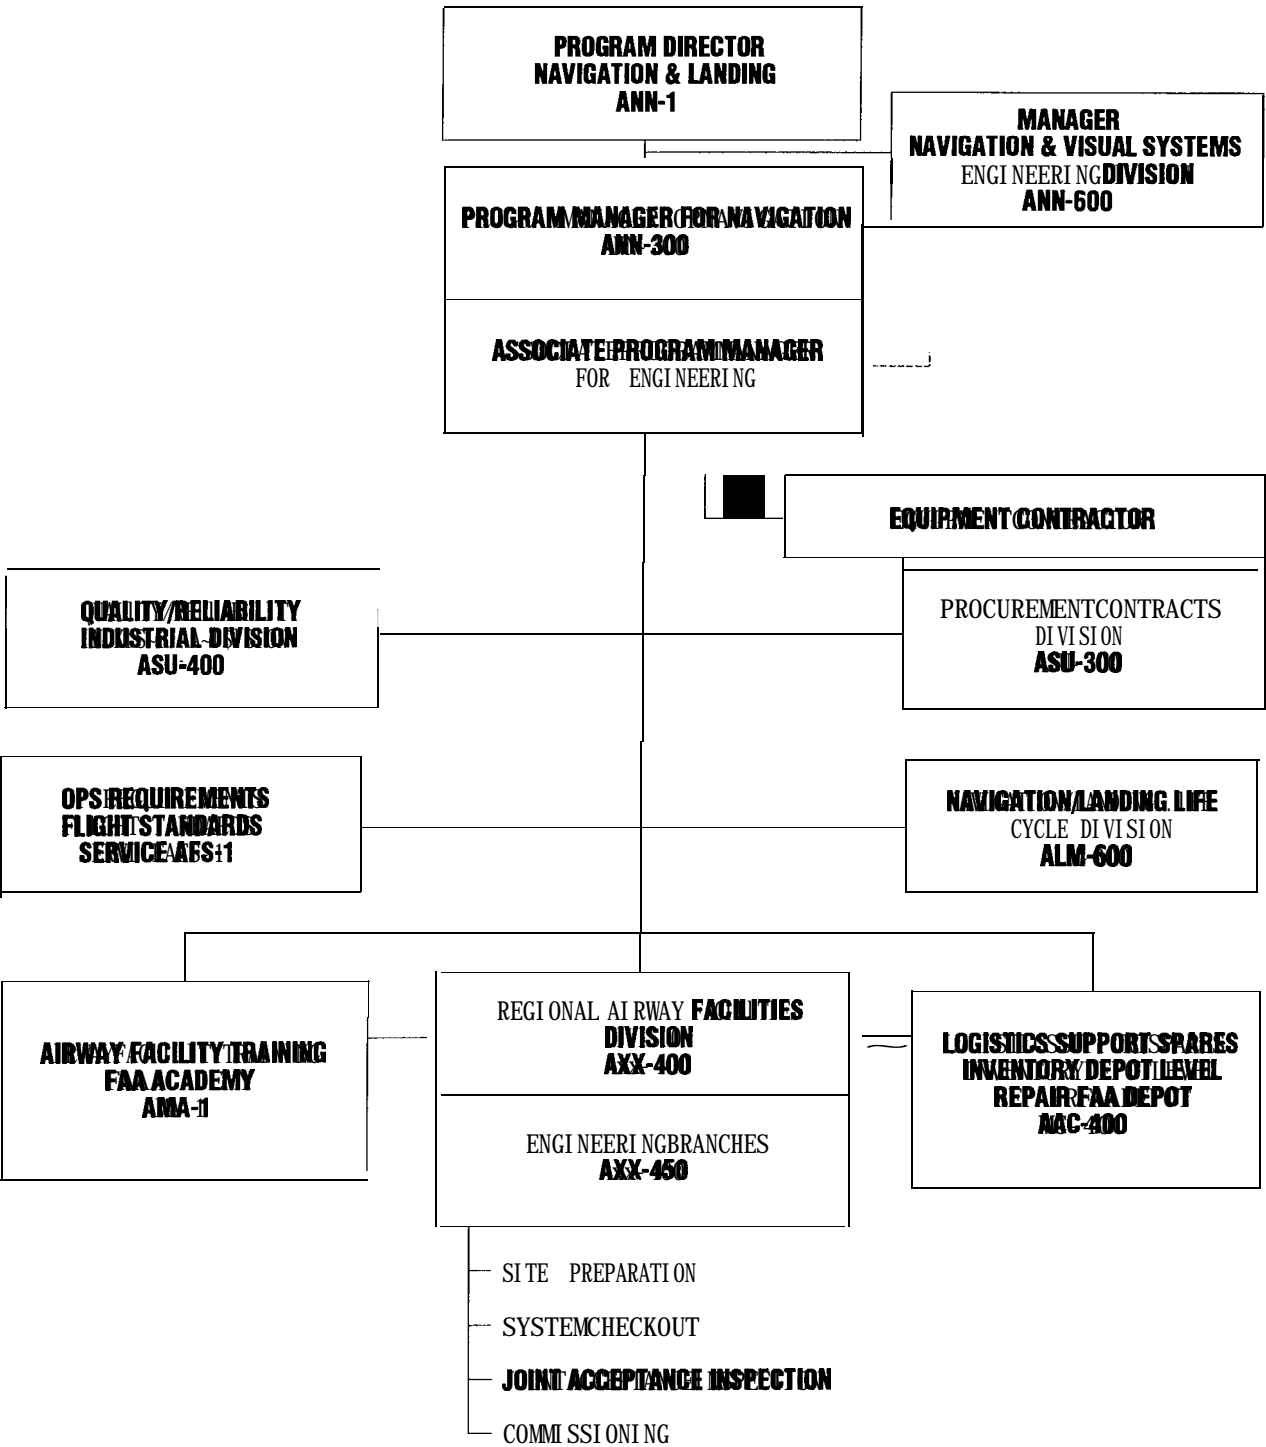 PROGRAM DIRECTOR
NAVIGATION & LANDING
ANN-1
MANAGER
NAVIGATION & VISUAL SYSTEMS
ENGINEERING DIVISION
ANN-600
PROGRAM MANAGER FOR NAVIGATION
ANN-300
ASSOCIATE PROGRAM MANAGER
FOR ENGINEERING
EQUIPMENT CONTRACTOR
QUALITY/RELIABILITY
INDUSTRIAL DIVISION
ASU-400
PROCUREMENT CONTRACTS
DIVISION
ASU-300
OPS REQUIREMENTS
FLIGHT STANDARDS
SERVICE AFS-1
NAVIGATION/LANDING LIFE
CYCLE DIVISION
ALM-600
AIRWAY FACILITY TRAINING
FAA ACADEMY
AMA-1
REGIONAL AIRWAY FACILITIES
DIVISION
AXX-400
ENGINEERING BRANCHES
AXX-450
LOGISTICS SUPPORT SPARES
INVENTORY DEPOT LEVEL
REPAIR FAA DEPOT
AAC-400
SITE PREPARATION
SYSTEM CHECKOUT
JOINT ACCEPTANCE INSPECTION
COMMISSIONING